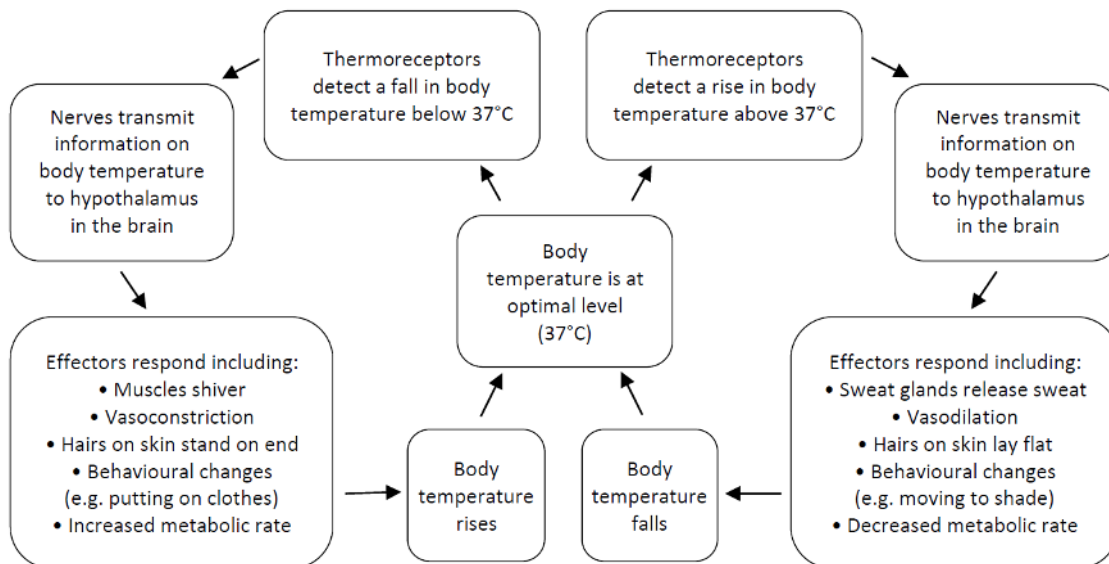 Thermoreceptors
detect a fall in body
temperature below 37°C
Thermoreceptors
detect a rise in body
temperature above 37°C
Nerves transmit
information on
body temperature
to hypothalamus
in the brain
Nerves transmit
information on
body temperature
to hypothalamus
in the brain
Body
temperature is at
optimal level
(37°C)
Effectors respond including:
• Muscles shiver
• Vasoconstriction
• Hairs on skin stand on end
• Behavioural changes
(e.g. putting on clothes)
• Increased metabolic rate
Body
temperature
rises
Body
temperature
falls
Effectors respond including:
• Sweat glands release sweat
• Vasodilation
• Hairs on skin lay flat
• Behavioural changes
(e.g. moving to shade)
• Decreased metabolic rate